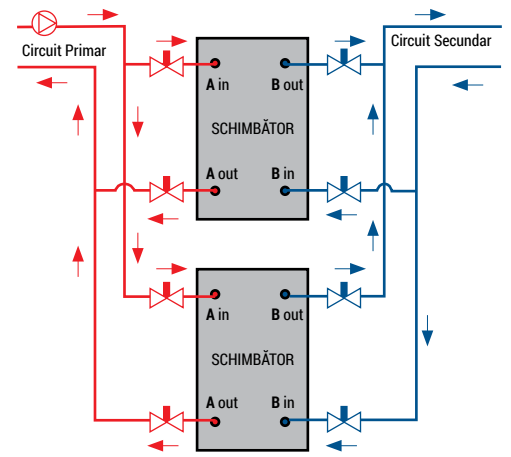 Circuit Primar
Circuit Secundar
A in
B out
SCHIMBĂTOR
A out
B in
A in
B out
SCHIMBĂTOR
A out
B in